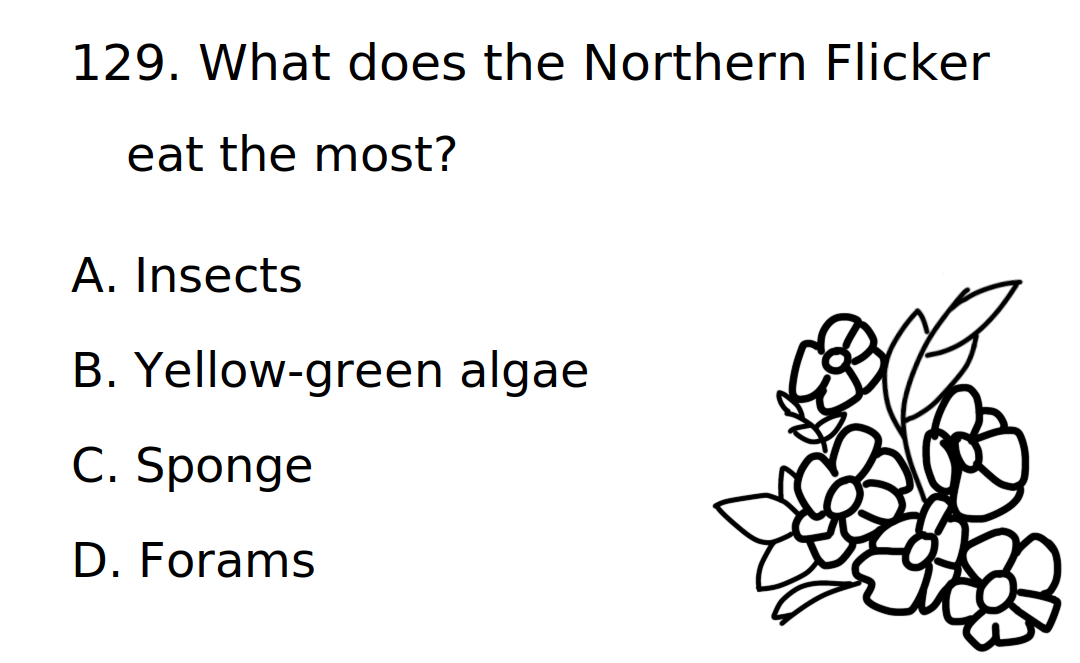 129. What does the Northern Flicker
eat the most?
A. Insects
B. Yellow-green algae
C. Sponge
D. Forams